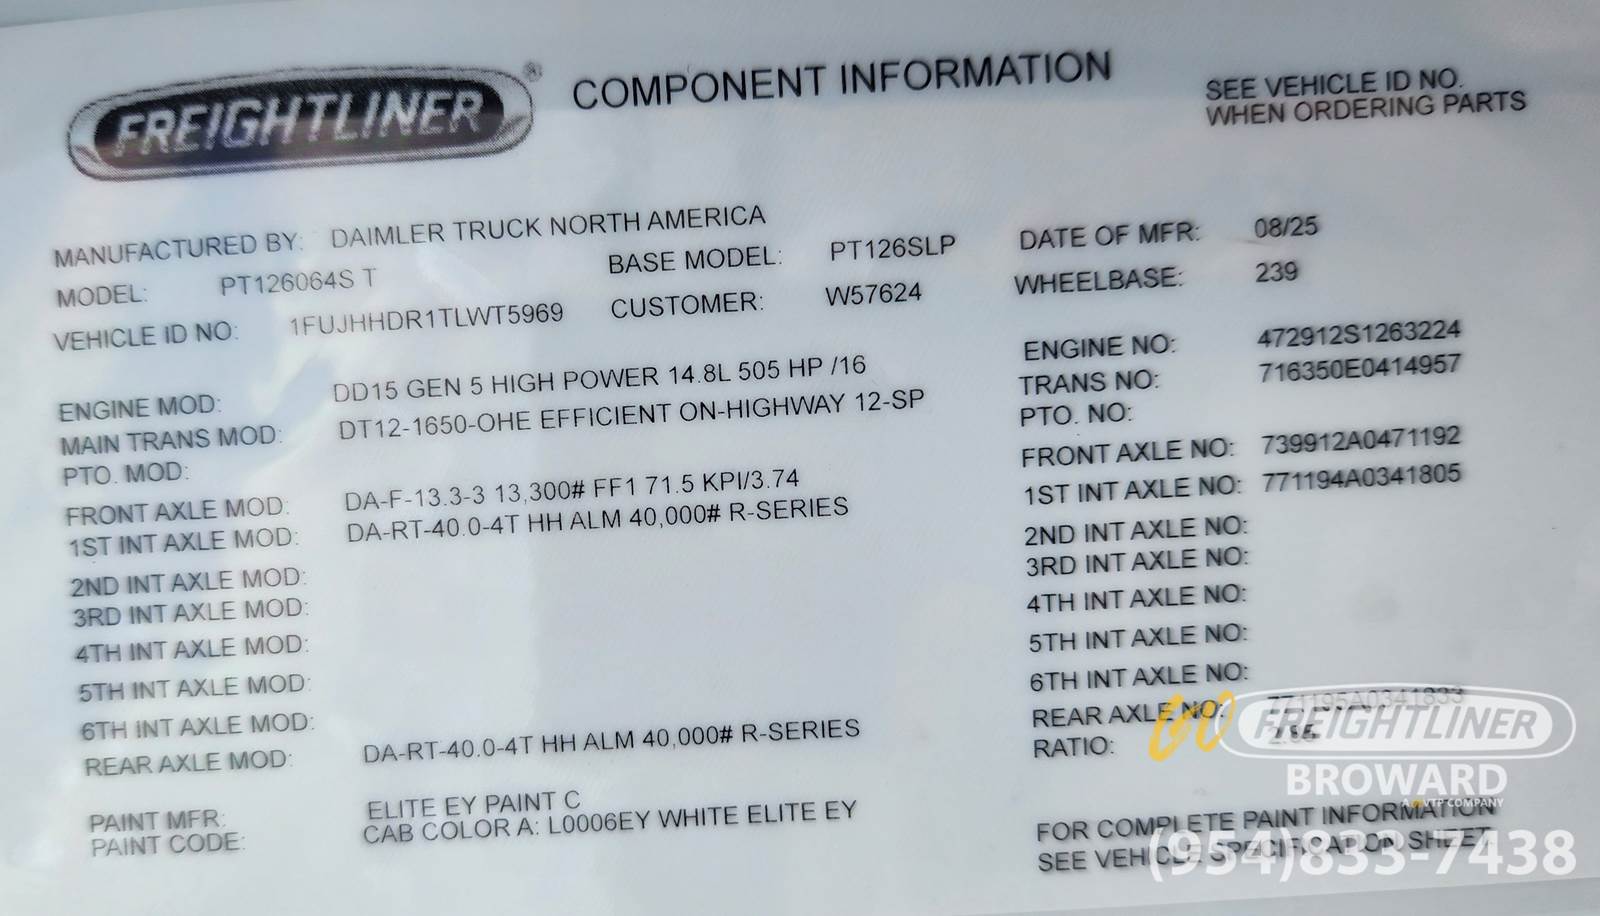 FREIGHTLINER®
COMPONENT INFORMATION
SEE VEHICLE ID NO.
WHEN ORDERING PARTS
MANUFACTURED BY: DAIMLER TRUCK NORTH AMERICA
MODEL: PT126064S T
BASE MODEL: PT126SLP
DATE OF MFR: 08/25
VEHICLE ID NO: 1FUJHHDR1TLWT5969
CUSTOMER: W57624
WHEELBASE: 239
ENGINE MOD: DD15 GEN 5 HIGH POWER 14.8L 505 HP /16
ENGINE NO: 472912S1263224
MAIN TRANS MOD: DT12-1650-OHE EFFICIENT ON-HIGHWAY 12-SP
TRANS NO: 716350E0414957
PTO. MOD:
PTO. NO:
FRONT AXLE MOD: DA-F-13.3-3 13,300# FF1 71.5 KPI/3.74
FRONT AXLE NO: 739912A0471192
1ST INT AXLE MOD: DA-RT-40.0-4T HH ALM 40,000# R-SERIES
1ST INT AXLE NO: 771194A0341805
2ND INT AXLE MOD:
2ND INT AXLE NO:
3RD INT AXLE MOD:
3RD INT AXLE NO:
4TH INT AXLE MOD:
4TH INT AXLE NO:
5TH INT AXLE MOD:
5TH INT AXLE NO:
6TH INT AXLE MOD:
6TH INT AXLE NO:
REAR AXLE MOD: DA-RT-40.0-4T HH ALM 40,000# R-SERIES
REAR AXLE NO:
RATIO:
PAINT MFR: ELITE EY PAINT C
PAINT CODE: CAB COLOR A: L0006EY WHITE ELITE EY
FOR COMPLETE PAINT INFORMATION
SEE VEHICLE SPECIFICATION SHEET
GO FREIGHTLINER
BROWARD
A VTP COMPANY
(954)833-7438